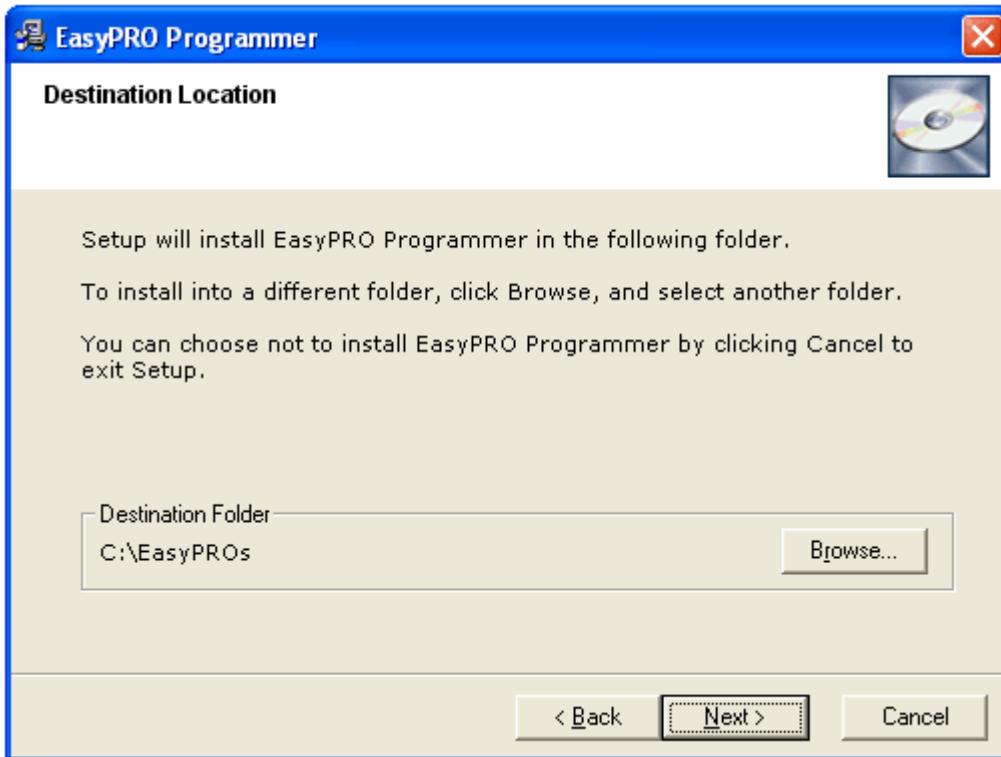 EasyPRO Programmer
Destination Location
Setup will install EasyPRO Programmer in the following folder.
To install into a different folder, click Browse, and select another folder.
You can choose not to install EasyPRO Programmer by clicking Cancel to
exit Setup.
Destination Folder
C:\EasyPROs
Browse...
< Back
Next >
Cancel